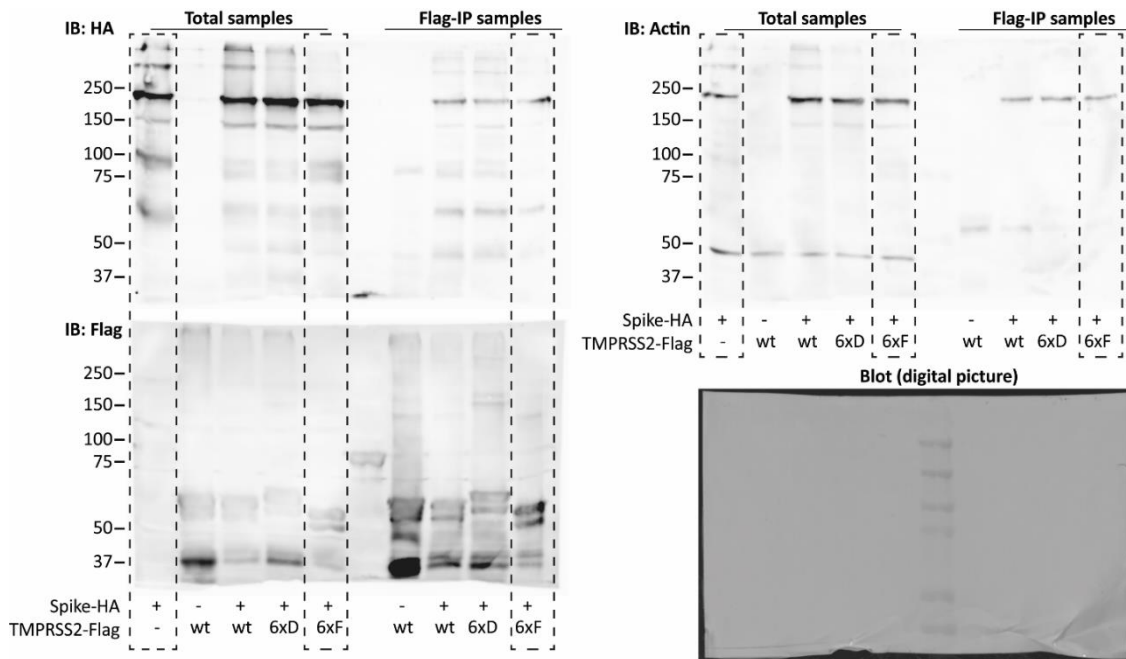 Total samples Flag-IP samples
IB: HA
250
150
100
75
50
37
IB: Flag
250
150
100
75
50
37
Spike-HA + - + + + - + + +
TMPRSS2-Flag - wt wt 6xD 6xF wt wt 6xD 6xF
Total samples Flag-IP samples
IB: Actin
250
150
100
75
50
37
Spike-HA + - + + + - + + +
TMPRSS2-Flag - wt wt 6xD 6xF wt wt 6xD 6xF
Blot (digital picture)